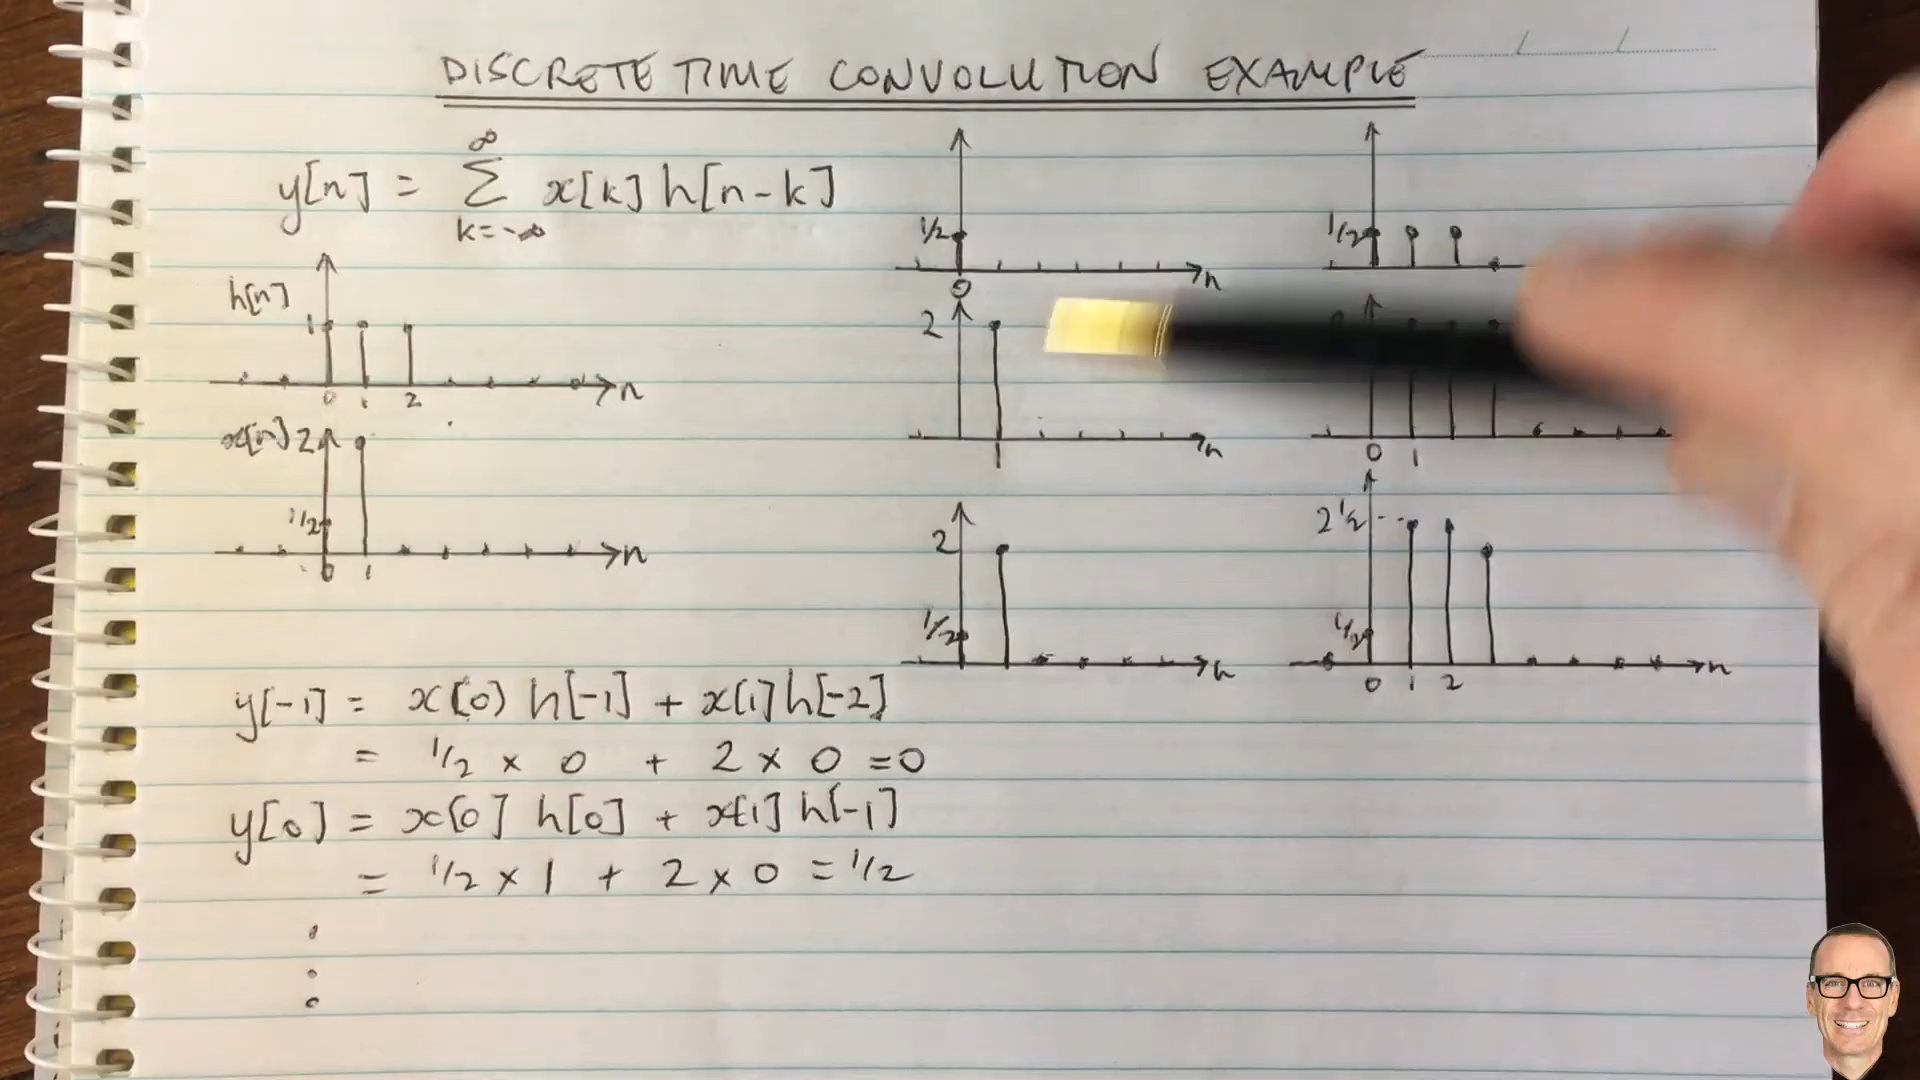 DISCRETE TIME CONVOLUTION EXAMPLE
y[n] = ∞ Σ k=-∞ x[k] h[n-k]
h[n]
1
0 1 2 n
x[n] 2
1/2
0 1 n
y[-1] = x[0] h[-1] + x[1] h[-2]
= 1/2 × 0 + 2 × 0 = 0
y[0] = x[0] h[0] + x[1] h[-1]
= 1/2 × 1 + 2 × 0 = 1/2
1/2
0 n
2
1 n
2
1/2
n
1/2
0 1
2 1/2
1/2
0 1 2 n